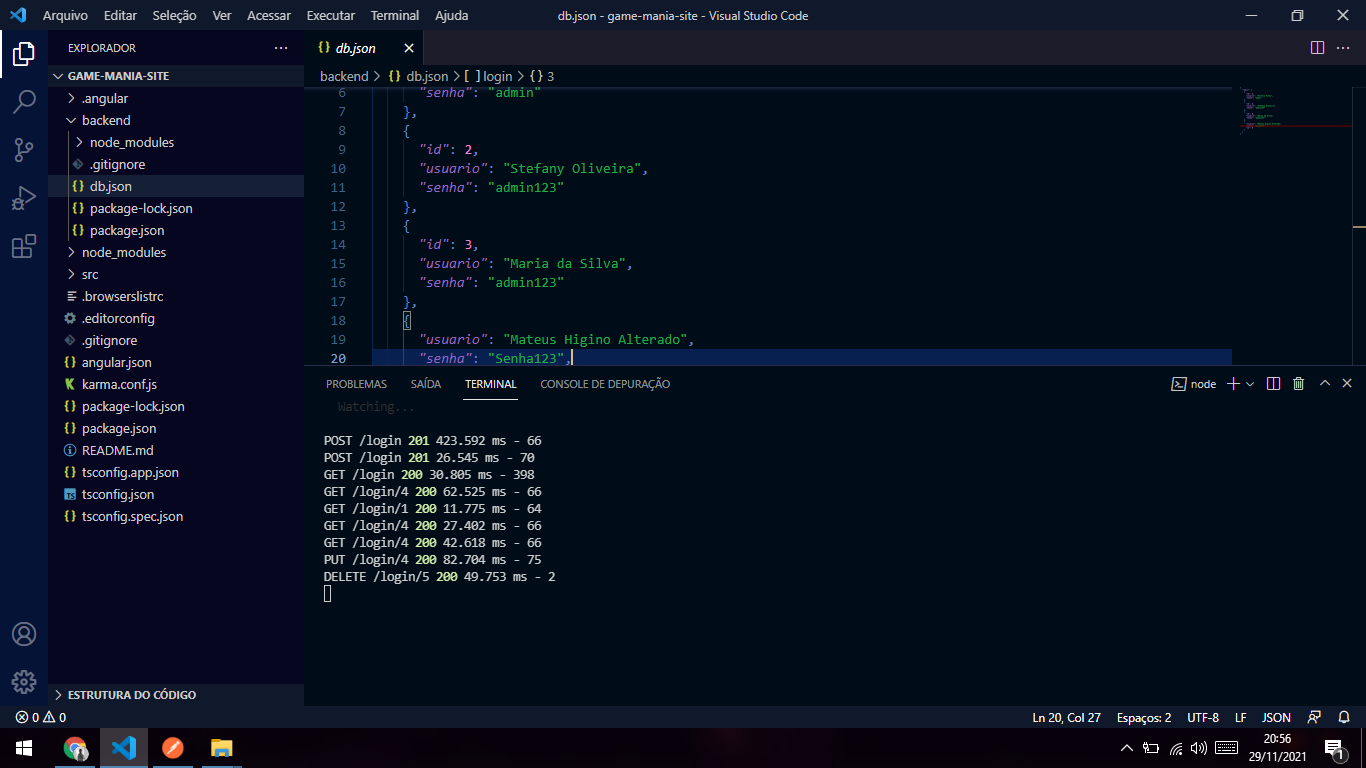 Arquivo Editar Seleção Ver Acessar Executar Terminal Ajuda db.json - game-mania-site - Visual Studio Code
EXPLORADOR
GAME-MANIA-SITE
.angular
backend
node_modules
.gitignore
db.json
package-lock.json
package.json
node_modules
src
.browserslistrc
.editorconfig
.gitignore
angular.json
karma.conf.js
package-lock.json
package.json
README.md
tsconfig.app.json
tsconfig.json
tsconfig.spec.json
ESTRUTURA DO CÓDIGO
db.json
backend > {} db.json > [ ] login > {} 3
6 "senha": "admin"
7 },
8 {
9 "id": 2,
10 "usuario": "Stefany Oliveira",
11 "senha": "admin123"
12 },
13 {
14 "id": 3,
15 "usuario": "Maria da Silva",
16 "senha": "admin123"
17 },
18 {
19 "usuario": "Mateus Higino Alterado",
20 "senha": "Senha123",
PROBLEMAS SAÍDA TERMINAL CONSOLE DE DEPURAÇÃO node
Watching...
POST /login 201 423.592 ms - 66
POST /login 201 26.545 ms - 70
GET /login 200 30.805 ms - 398
GET /login/4 200 62.525 ms - 66
GET /login/1 200 11.775 ms - 64
GET /login/4 200 27.402 ms - 66
GET /login/4 200 42.618 ms - 66
PUT /login/4 200 82.704 ms - 75
DELETE /login/5 200 49.753 ms - 2
0 0 Ln 20, Col 27 Espaços: 2 UTF-8 LF JSON
20:56
29/11/2021
1